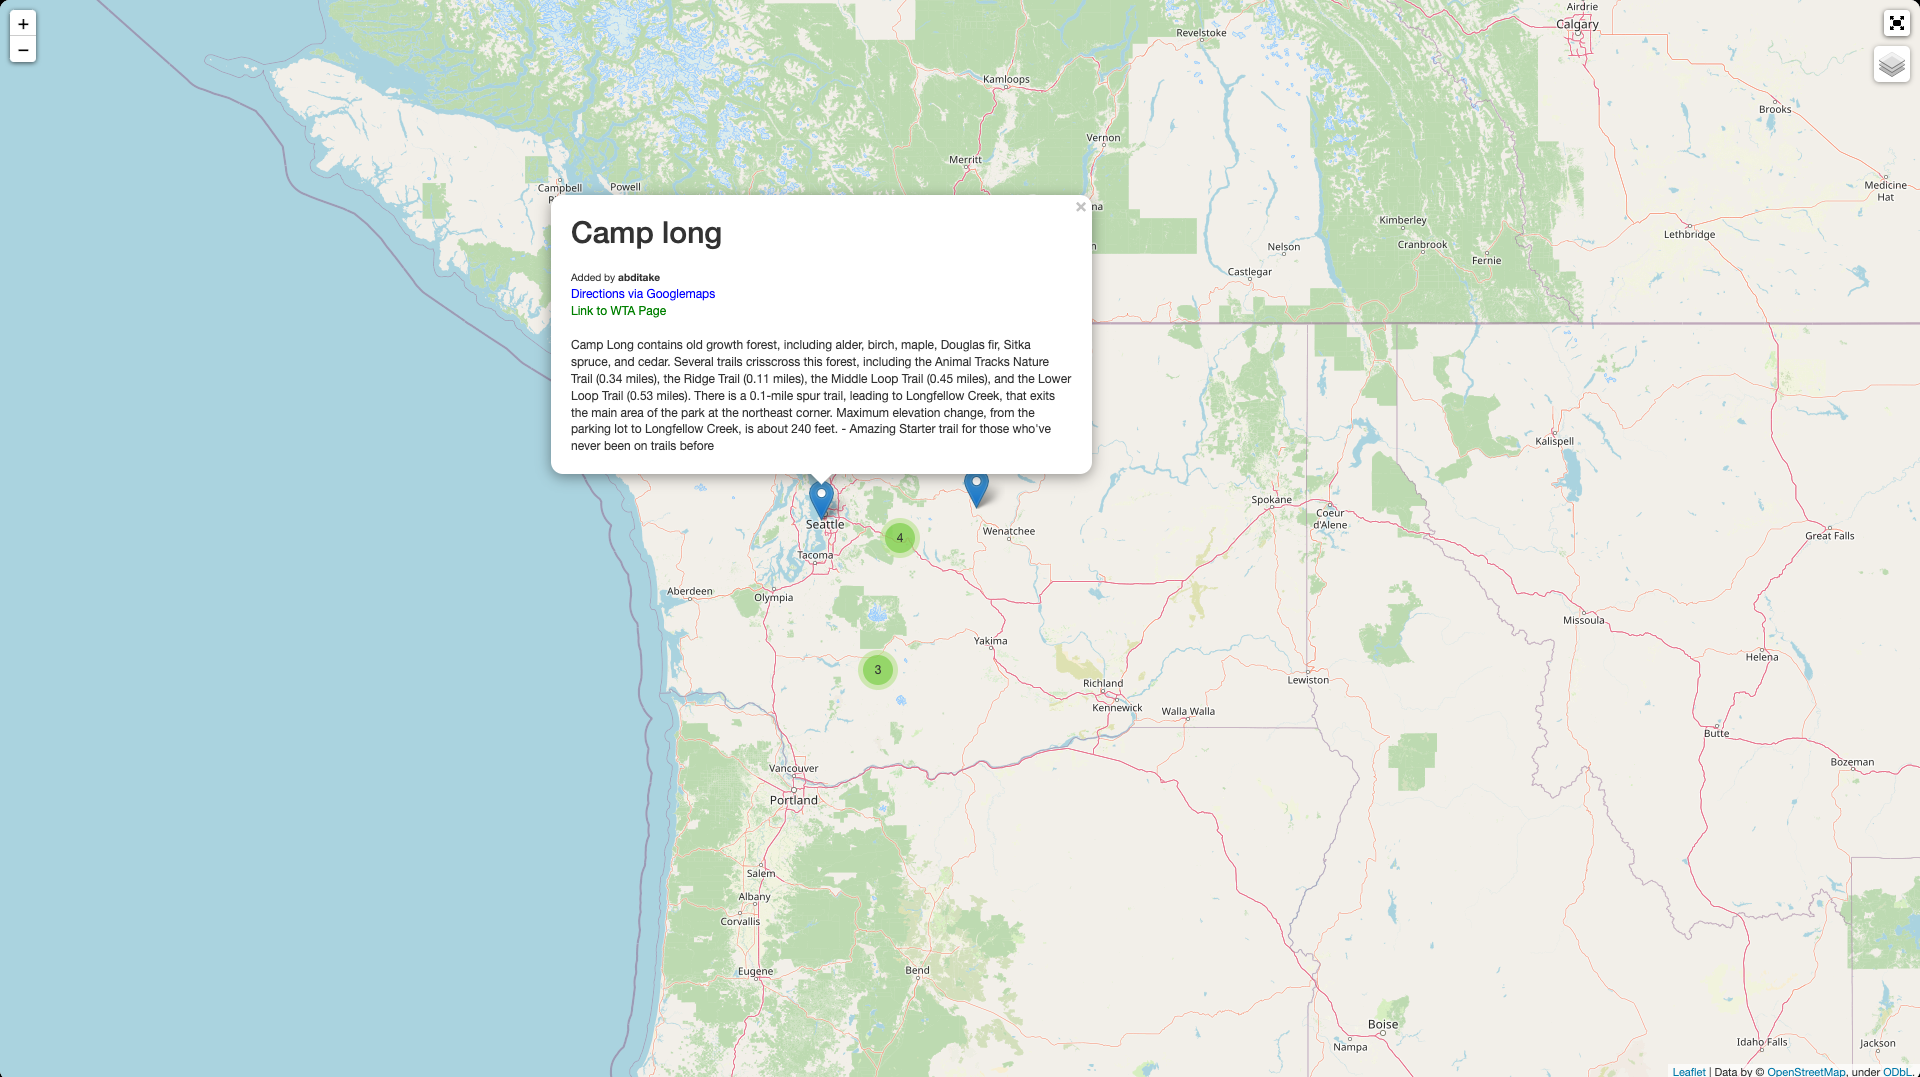 +
−
Airdrie
Calgary
Revelstoke
Kamloops
Brooks
Vernon
Merritt
Campbell
Powell
Medicine
Hat
na
Kimberley
Lethbridge
Cranbrook
Nelson
Fernie
Castlegar
×
Camp long
Added by abditake
Directions via Googlemaps
Link to WTA Page
Camp Long contains old growth forest, including alder, birch, maple, Douglas fir, Sitka
spruce, and cedar. Several trails crisscross this forest, including the Animal Tracks Nature
Trail (0.34 miles), the Ridge Trail (0.11 miles), the Middle Loop Trail (0.45 miles), and the Lower
Loop Trail (0.53 miles). There is a 0.1-mile spur trail, leading to Longfellow Creek, that exits
the main area of the park at the northeast corner. Maximum elevation change, from the
parking lot to Longfellow Creek, is about 240 feet. - Amazing Starter trail for those who've
never been on trails before
Kalispell
Spokane
Coeur
d'Alene
Seattle
4
Wenatchee
Great Falls
Tacoma
Aberdeen
Olympia
Missoula
Yakima
Helena
3
Richland
Lewiston
Kennewick
Walla Walla
Butte
Vancouver
Bozeman
Portland
Salem
Albany
Corvallis
Eugene
Bend
Boise
Nampa
Idaho Falls
Jackson
Leaflet | Data by © OpenStreetMap, under ODbL.